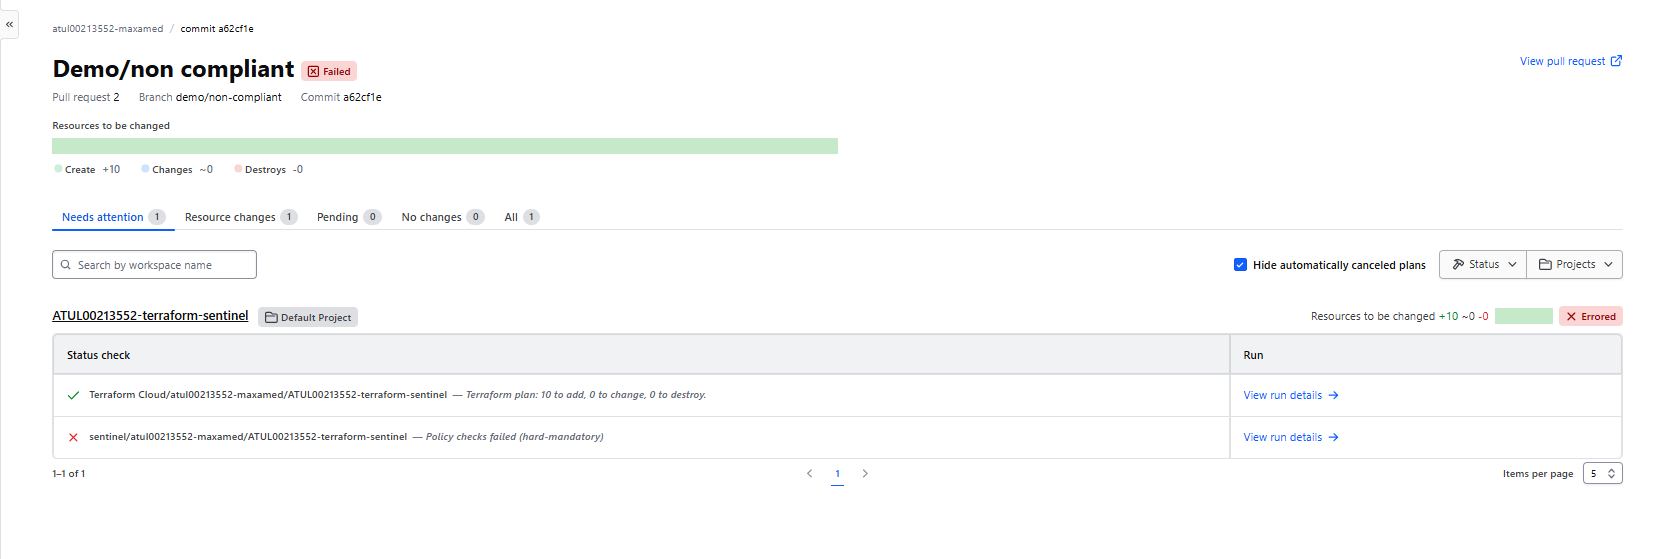 «
atul00213552-maxamed / commit a62cf1e
Demo/non compliant Failed
View pull request
Pull request 2 Branch demo/non-compliant Commit a62cf1e
Resources to be changed
Create +10 Changes ~0 Destroys -0
Needs attention 1 Resource changes 1 Pending 0 No changes 0 All 1
Search by workspace name
Hide automatically canceled plans Status Projects
ATUL00213552-terraform-sentinel Default Project
Resources to be changed +10 ~0 -0 Errored
Status check Run
Terraform Cloud/atul00213552-maxamed/ATUL00213552-terraform-sentinel — Terraform plan: 10 to add, 0 to change, 0 to destroy. View run details →
sentinel/atul00213552-maxamed/ATUL00213552-terraform-sentinel — Policy checks failed (hard-mandatory) View run details →
1–1 of 1 1 Items per page 5